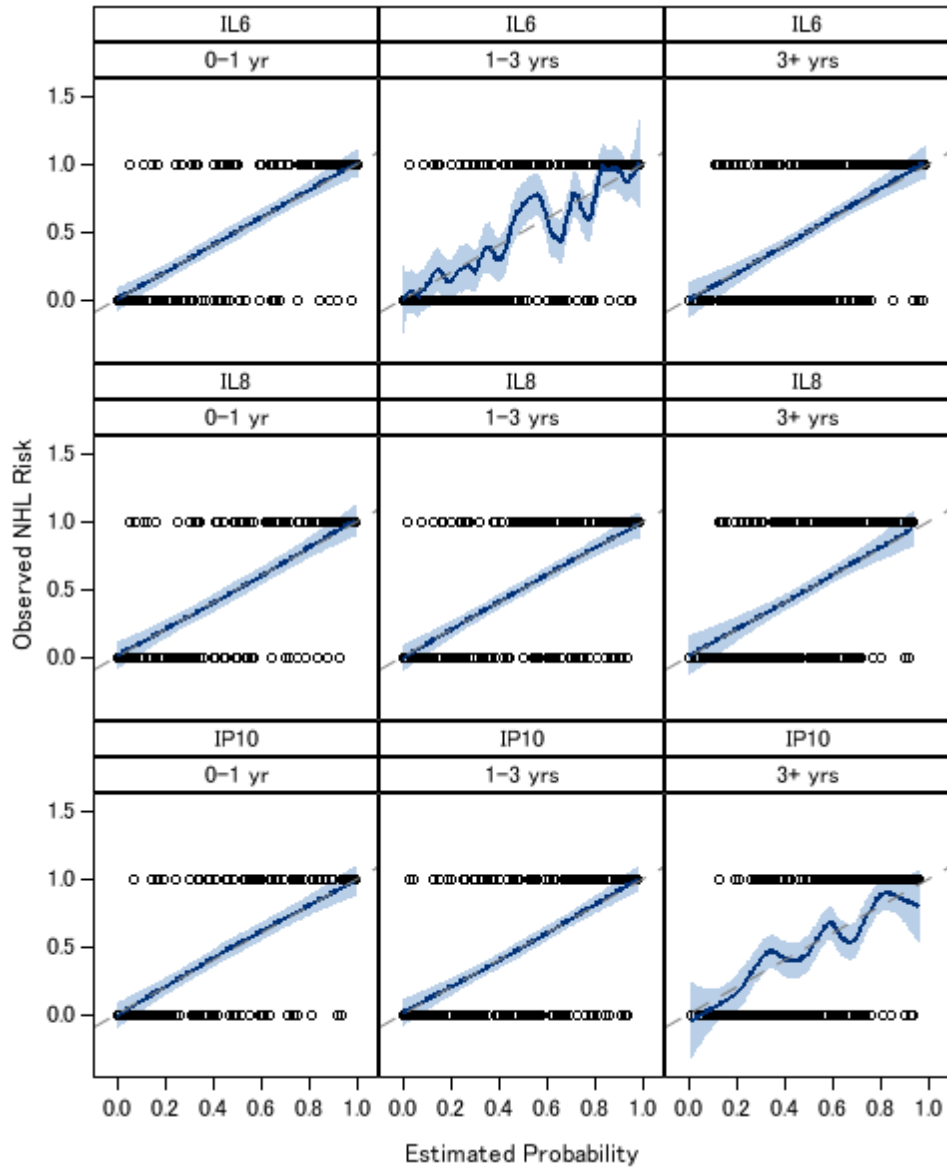 IL6 IL6 IL6
0-1 yr 1-3 yrs 3+ yrs
1.5
1.0
0.5
0.0
IL8 IL8 IL8
0-1 yr 1-3 yrs 3+ yrs
1.5
1.0
0.5
0.0
Observed NHL Risk
IP10 IP10 IP10
0-1 yr 1-3 yrs 3+ yrs
1.5
1.0
0.5
0.0
0.0 0.2 0.4 0.6 0.8 1.0 0.0 0.2 0.4 0.6 0.8 1.0 0.0 0.2 0.4 0.6 0.8 1.0
Estimated Probability